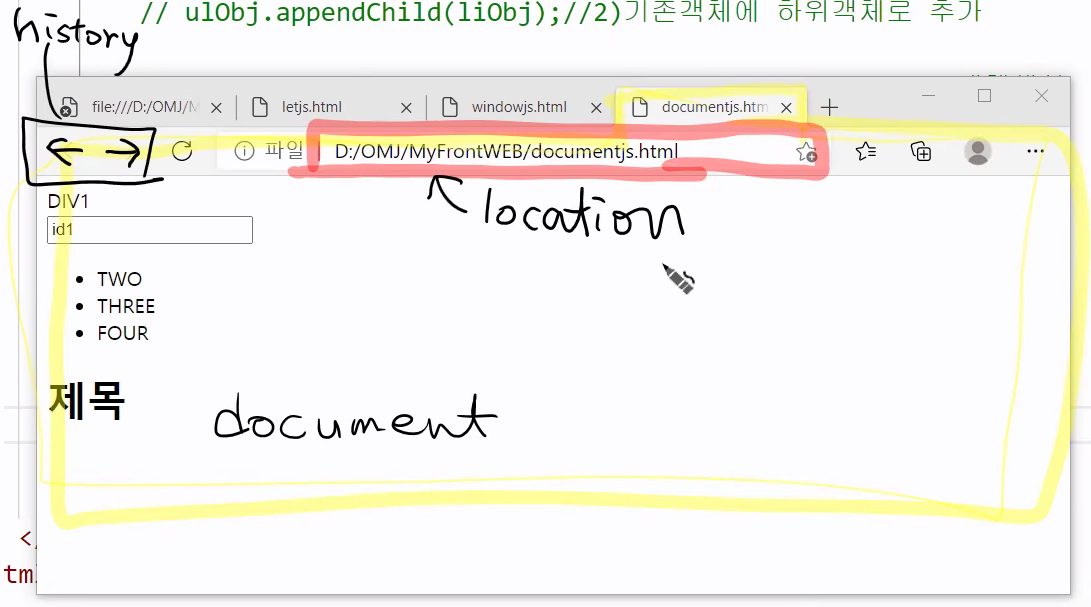 // ulObj.appendChild(liObj);//2)기존객체에 하위객체로 추가
history
file:///D:/OMJ/M
letjs.html
windowjs.html
documentjs.htm
파일
D:/OMJ/MyFrontWEB/documentjs.html
location
DIV1
id1
TWO
THREE
FOUR
제목
document
</
tm